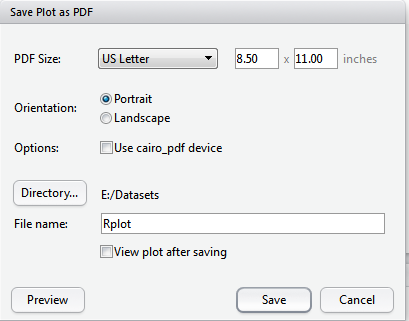 Save Plot as PDF
PDF Size: US Letter 8.50 x 11.00 inches
Orientation: Portrait
Landscape
Options: Use cairo_pdf device
Directory... E:/Datasets
File name: Rplot
View plot after saving
Preview Save Cancel